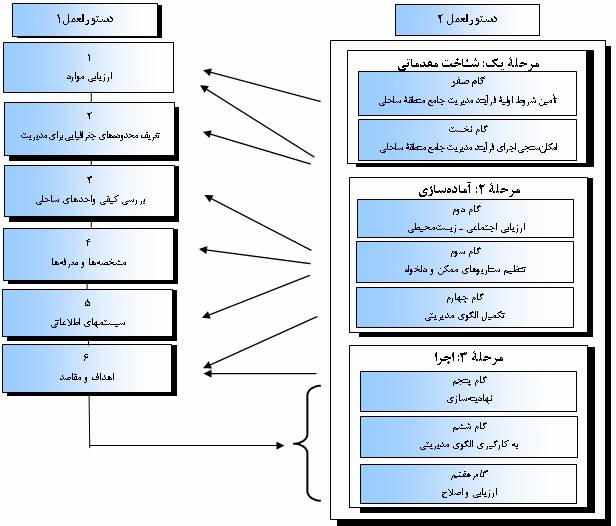 دستورلعمل ۱
دستورلعمل ۲
۱
ارزیابی موارد
۲
تعریف محدوده‌های جغرافیایی برای مدیریت
۳
بررسی کیفی واحدهای ساحلی
۴
مشخصه‌ها و معرفه‌ها
۵
سیستمهای اطلاعاتی
۶
اهداف و مقاصد
مرحلهٔ یک: شناخت مقدماتی
گام صفر
تأمین شروط اولیهٔ فرآیند مدیریت جامع منطقهٔ ساحلی
گام نخست
امکان‌سنجی اجرای فرآیند مدیریت جامع منطقهٔ ساحلی
مرحلهٔ ۲: آماده‌سازی
گام دوم
ارزیابی اجتماعی - زیست‌محیطی
گام سوم
تنظیم سناریوهای ممکن و دلخواه
گام چهارم
تکمیل الگوی مدیریتی
مرحلهٔ ۳: اجرا
گام پنجم
نهادینه‌سازی
گام ششم
به کارگیری الگوی مدیریتی
گام هفتم
ارزیابی و اصلاح